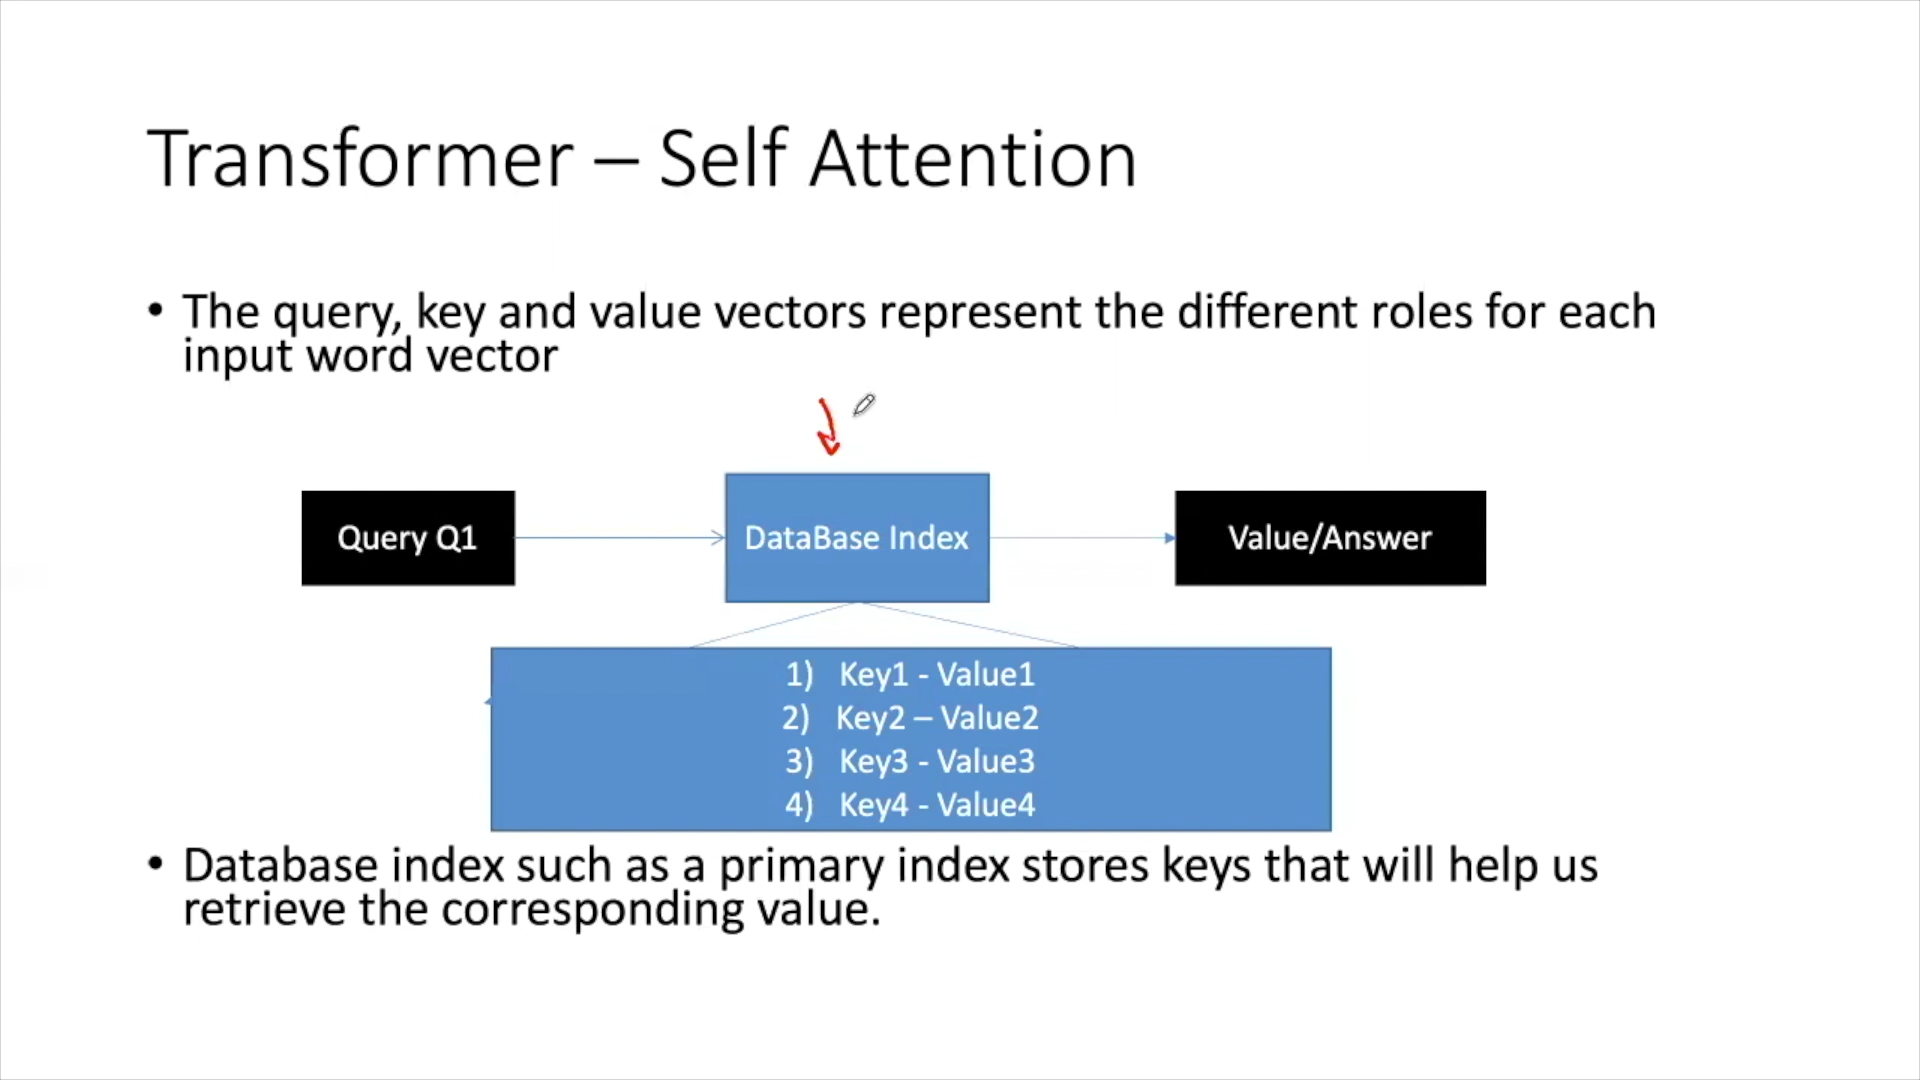 Transformer – Self Attention
• The query, key and value vectors represent the different roles for each
input word vector
Query Q1
DataBase Index
Value/Answer
1) Key1 - Value1
2) Key2 – Value2
3) Key3 - Value3
4) Key4 - Value4
• Database index such as a primary index stores keys that will help us
retrieve the corresponding value.